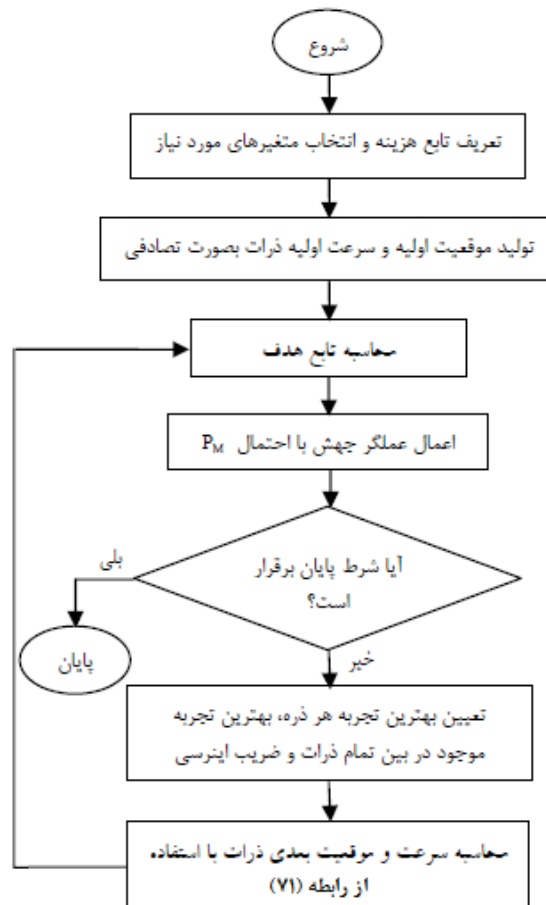 شروع
تعریف تابع هزینه و انتخاب متغیرهای مورد نیاز
تولید موقعیت اولیه و سرعت اولیه ذرات بصورت تصادفی
محاسبه تابع هدف
اعمال عملگر جهش با احتمال P_M
آیا شرط پایان برقرار
است؟
بلی
پایان
خیر
تعیین بهترین تجربه هر ذره، بهترین تجربه
موجود در بین تمام ذرات و ضریب اینرسی
محاسبه سرعت و موقعیت بعدی ذرات با استفاده
از رابطه (۷۱)